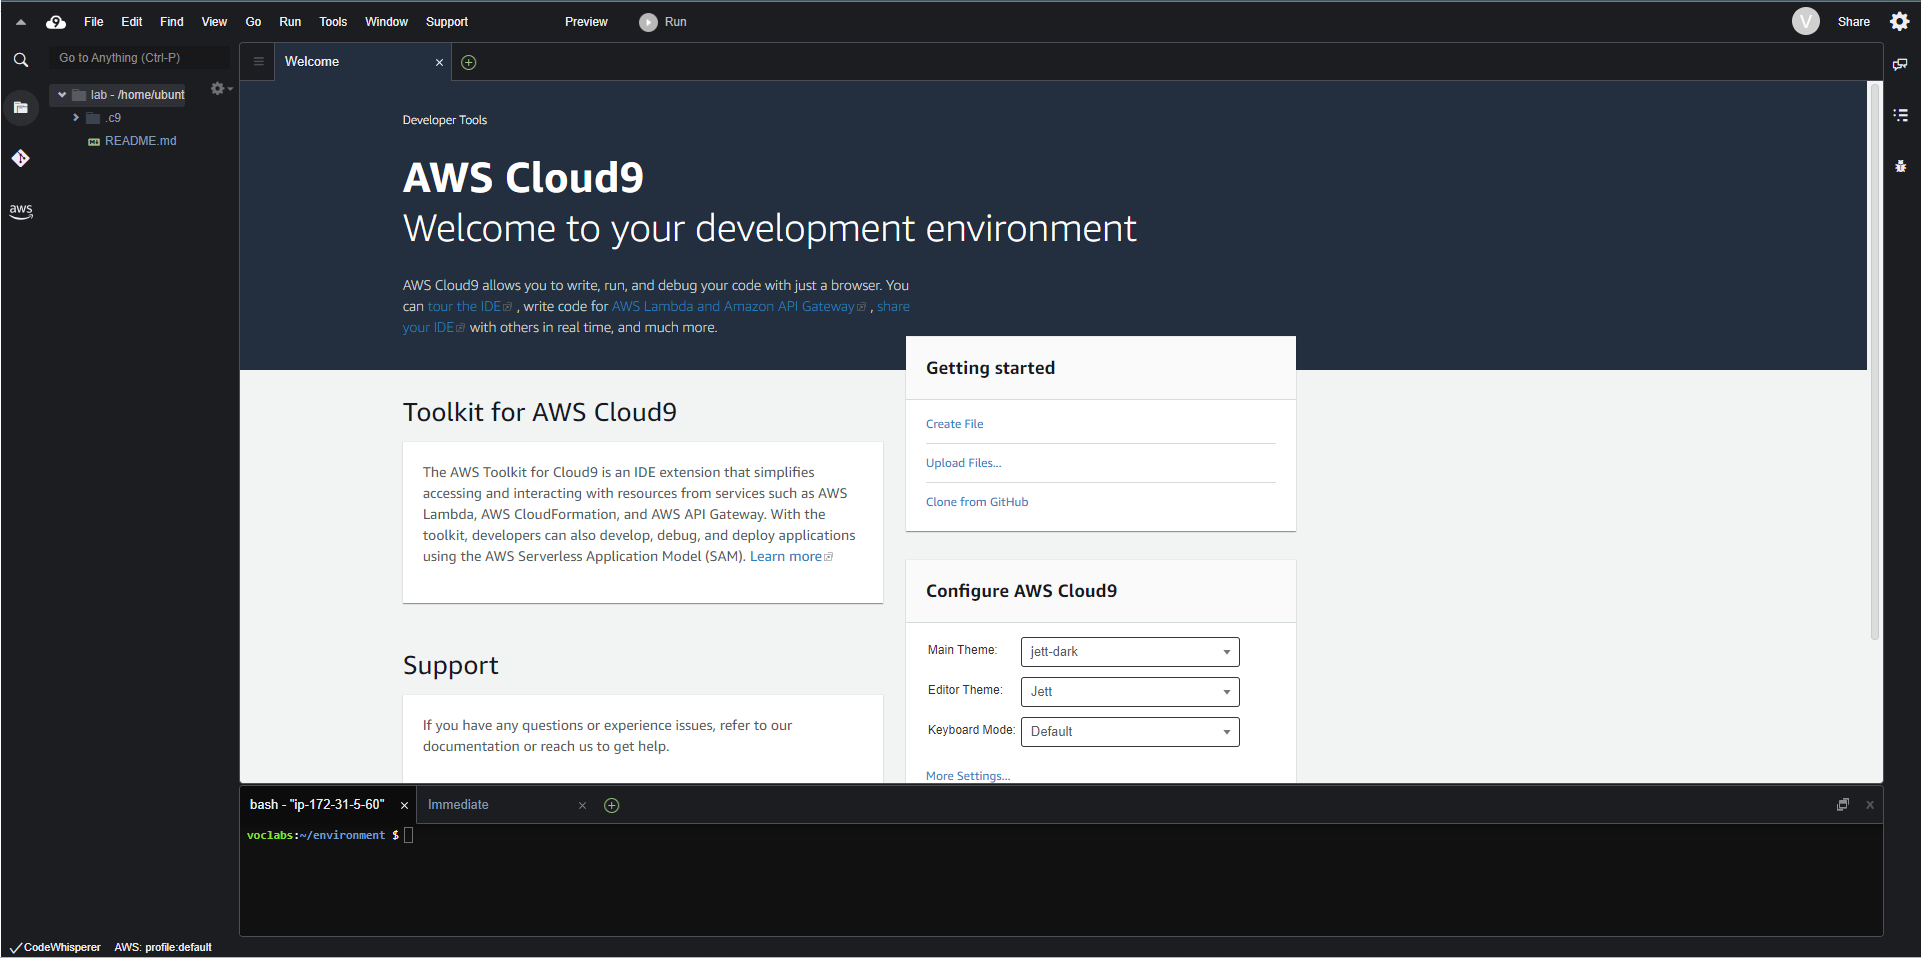 File Edit Find View Go Run Tools Window Support Preview Run V Share
Go to Anything (Ctrl-P)
lab - /home/ubunt
.c9
README.md
aws
Welcome
Developer Tools
AWS Cloud9
Welcome to your development environment
AWS Cloud9 allows you to write, run, and debug your code with just a browser. You
can tour the IDE , write code for AWS Lambda and Amazon API Gateway , share
your IDE with others in real time, and much more.
Toolkit for AWS Cloud9
The AWS Toolkit for Cloud9 is an IDE extension that simplifies
accessing and interacting with resources from services such as AWS
Lambda, AWS CloudFormation, and AWS API Gateway. With the
toolkit, developers can also develop, debug, and deploy applications
using the AWS Serverless Application Model (SAM). Learn more
Support
If you have any questions or experience issues, refer to our
documentation or reach us to get help.
Getting started
Create File
Upload Files...
Clone from GitHub
Configure AWS Cloud9
Main Theme: jett-dark
Editor Theme: Jett
Keyboard Mode: Default
More Settings...
bash - "ip-172-31-5-60" Immediate
voclabs:~/environment $
CodeWhisperer AWS: profile:default